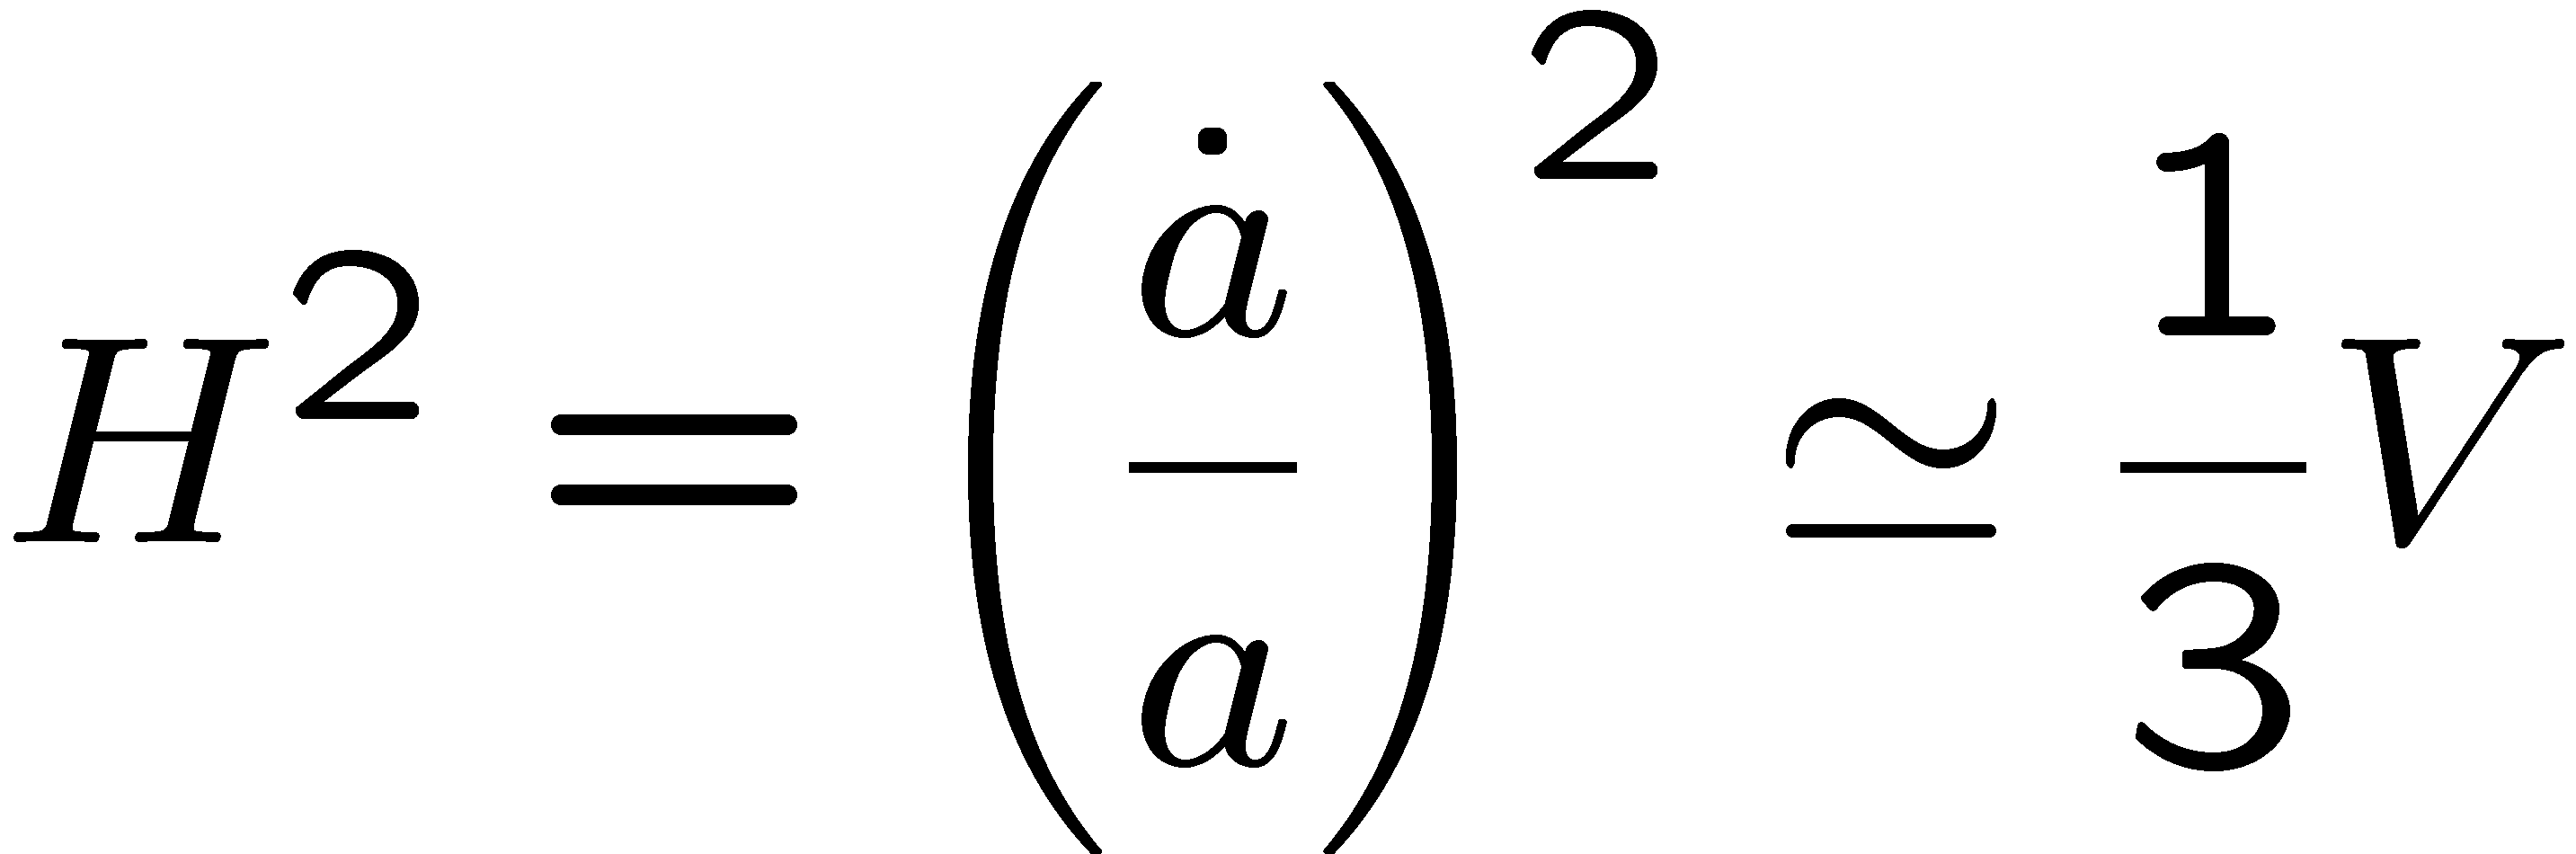 $H^2 = \left(\frac{\dot{a}}{a}\right)^2 \simeq \frac{1}{3}V$